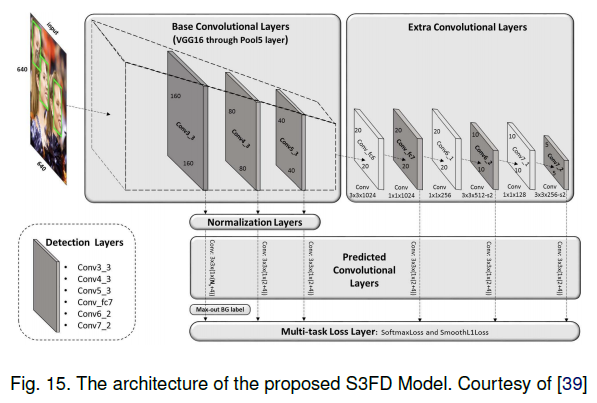 input
640
640
Base Convolutional Layers
(VGG16 through Pool5 layer)
160
Conv3_3
160
80
Conv4_3
80
40
Conv5_3
40
Extra Convolutional Layers
20
Conv_fc6
20
20
Conv_fc7
20
Conv6_1
10
Conv6_2
10
10
Conv7_1
5
Conv7_2
Conv
3x3x1024
Conv
1x1x1024
Conv
1x1x256
Conv
3x3x512-s2
Conv
1x1x128
Conv
3x3x256-s2
Normalization Layers
Conv: 3x3x[1x(
+4)]
Conv: 3x3x[1x(2+4)]
Conv: 3x3x[1x(2+4)]
Predicted
Convolutional
Layers
Conv: 3x3x[1x(2+4)]
Conv: 3x3x[1x(2+4)]
Conv: 3x3x[1x(2+4)]
Max-out BG label
Multi-task Loss Layer: SoftmaxLoss and SmoothL1Loss
Detection Layers
• Conv3_3
• Conv4_3
• Conv5_3
• Conv_fc7
• Conv6_2
• Conv7_2
Fig. 15. The architecture of the proposed S3FD Model. Courtesy of [39]